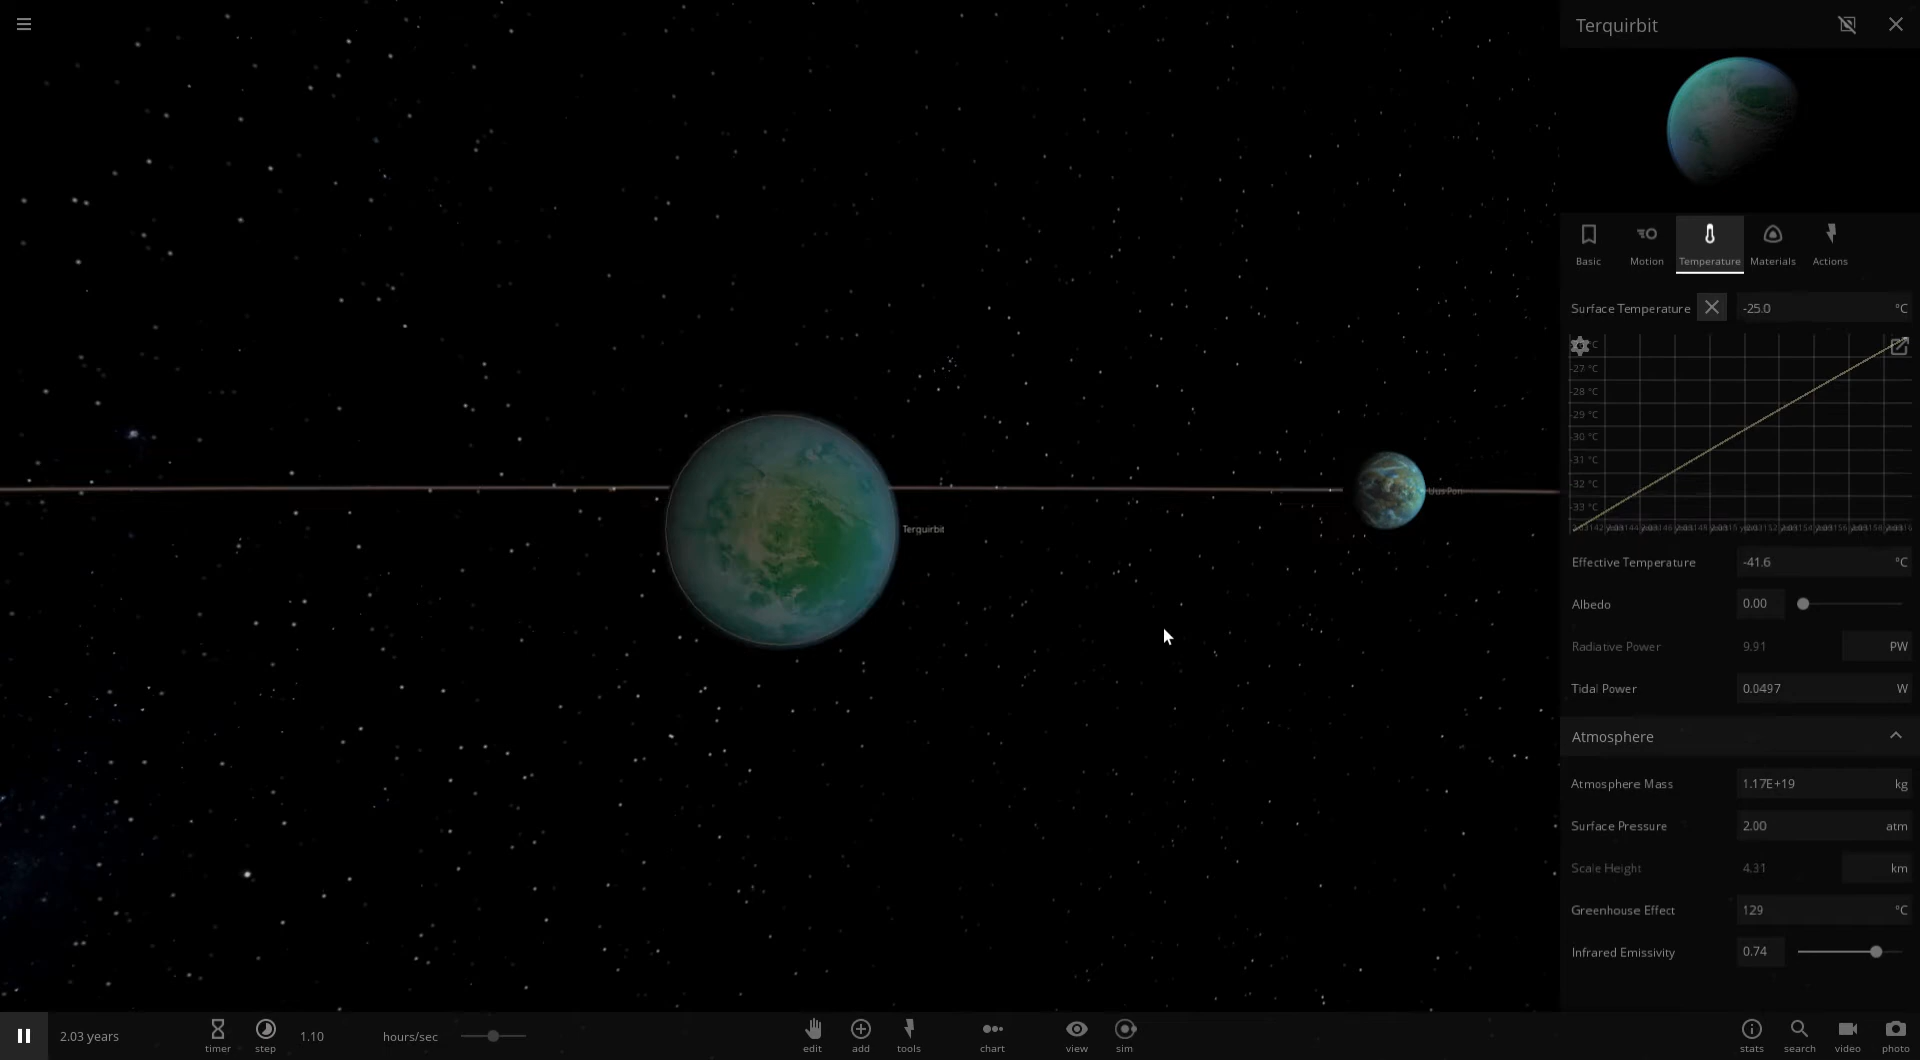 Terquirbit
Basic
Motion
Temperature
Materials
Actions
Surface Temperature
-25.0
°C
-27 °C
-28 °C
-29 °C
-30 °C
-31 °C
-32 °C
-33 °C
Effective Temperature
-41.6
°C
Albedo
0.00
Radiative Power
9.91
PW
Tidal Power
0.0497
W
Atmosphere
Atmosphere Mass
1.17E+19
kg
Surface Pressure
2.00
atm
Scale Height
4.31
km
Greenhouse Effect
129
°C
Infrared Emissivity
0.74
Terquirbit
2.03 years
timer
step
1.10
hours/sec
edit
add
tools
chart
view
sim
stats
search
video
photo